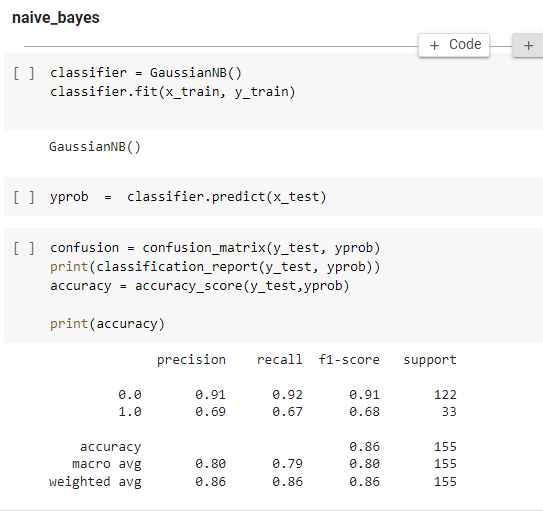 naive_bayes
+ Code
+
[ ] classifier = GaussianNB()
classifier.fit(x_train, y_train)
GaussianNB()
[ ] yprob = classifier.predict(x_test)
[ ] confusion = confusion_matrix(y_test, yprob)
print(classification_report(y_test, yprob))
accuracy = accuracy_score(y_test,yprob)
print(accuracy)
precision recall f1-score support
0.0 0.91 0.92 0.91 122
1.0 0.69 0.67 0.68 33
accuracy 0.86 155
macro avg 0.80 0.79 0.80 155
weighted avg 0.86 0.86 0.86 155